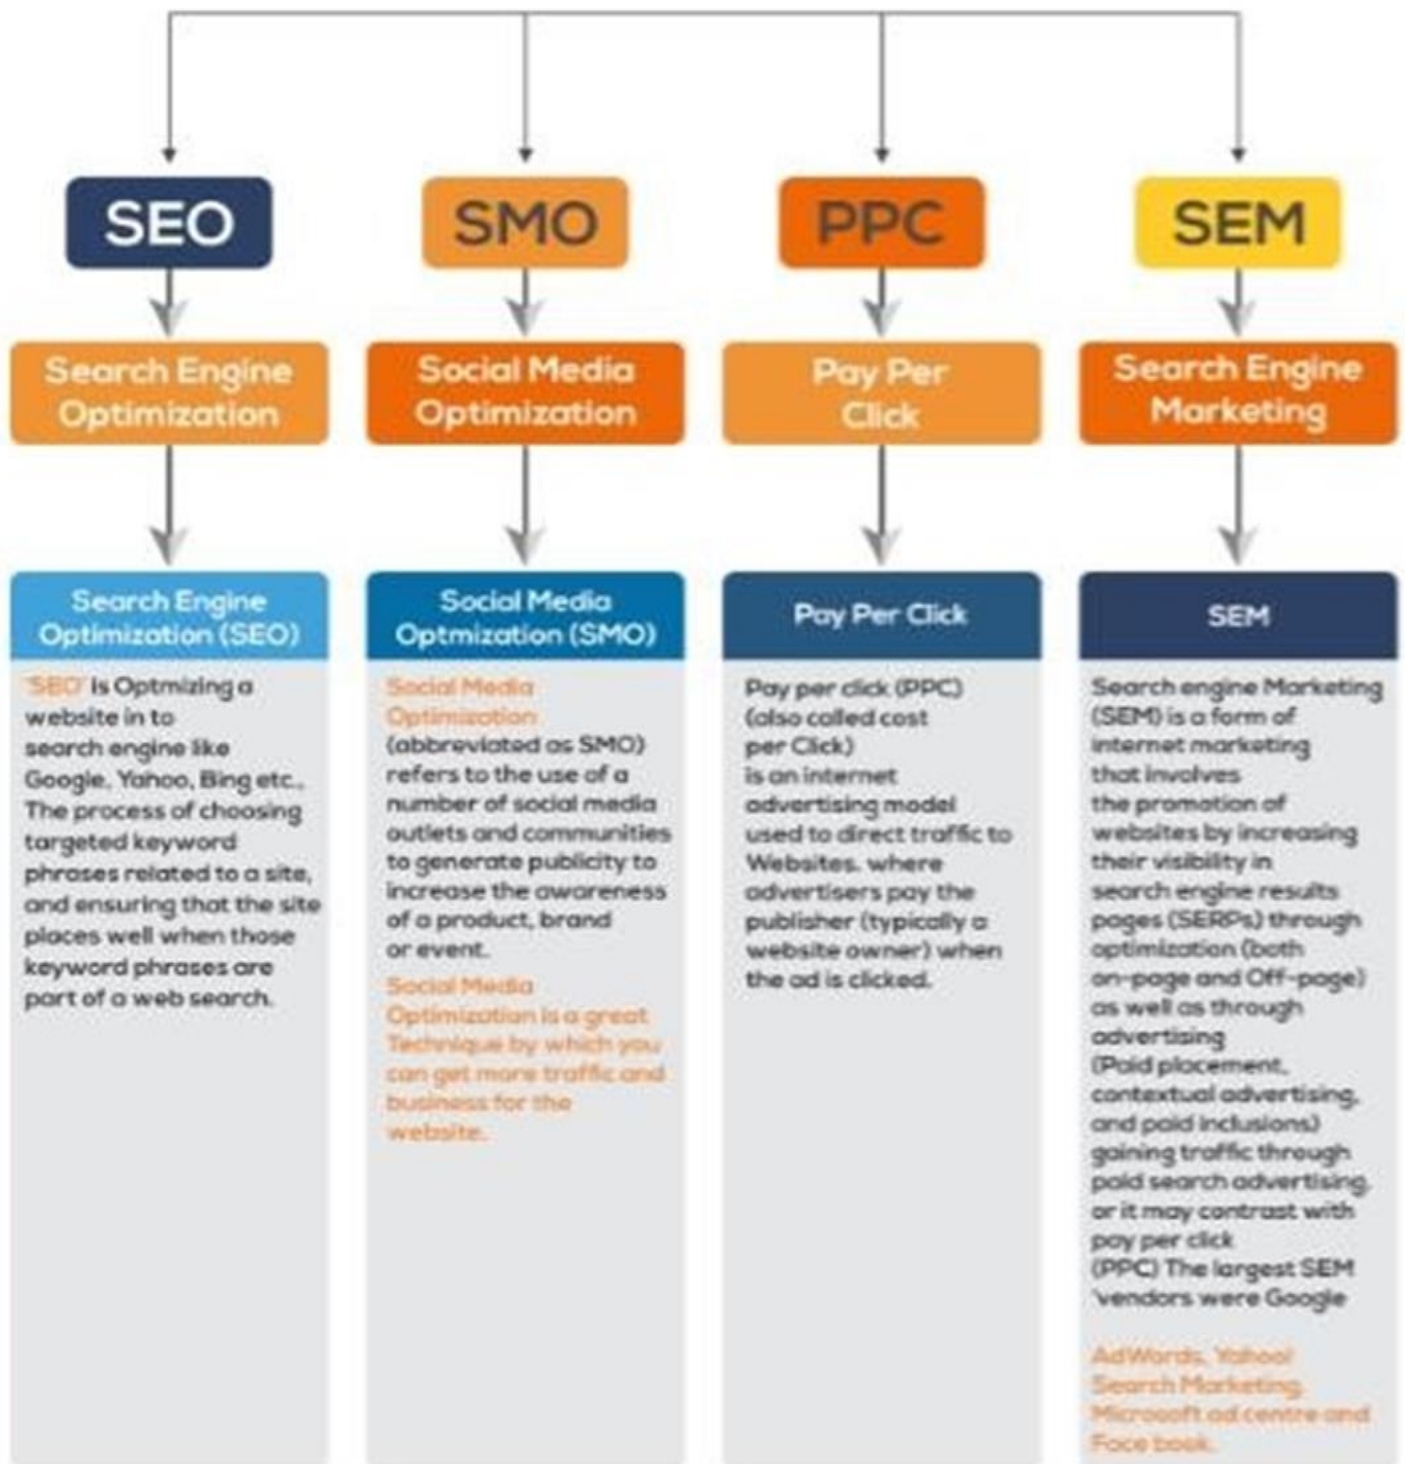 SEO
SMO
PPC
SEM
Search Engine
Optimization
Social Media
Optimization
Pay Per
Click
Search Engine
Marketing
Search Engine
Optimization (SEO)
'SEO' Is Optmizing a
website in to
search engine like
Google, Yahoo, Bing etc.,
The process of choosing
targeted keyword
phrases related to a site,
and ensuring that the site
places well when those
keyword phrases are
part of a web search.
Social Media
Optmization (SMO)
Social Media
Optimization
(abbreviated as SMO)
refers to the use of a
number of social media
outlets and communities
to generate publicity to
increase the awareness
of a product, brand
or event.
Social Media
Optimization is a great
Technique by which you
can get more traffic and
business for the
website.
Pay Per Click
Pay per click (PPC)
(also called cost
per Click)
is an internet
advertising model
used to direct traffic to
Websites. where
advertisers pay the
publisher (typically a
website owner) when
the ad is clicked.
SEM
Search engine Marketing
(SEM) is a form of
internet marketing
that involves
the promotion of
websites by increasing
their visibility in
search engine results
pages (SERPs) through
optimization (both
on-page and Off-page)
as well as through
advertising
(Paid placement,
contextual advertising,
and paid inclusions)
gaining traffic through
paid search advertising,
or it may contrast with
pay per click
(PPC) The largest SEM
'vendors were Google
AdWords, Yahoo!
Search Marketing,
Microsoft ad centre and
Face book.